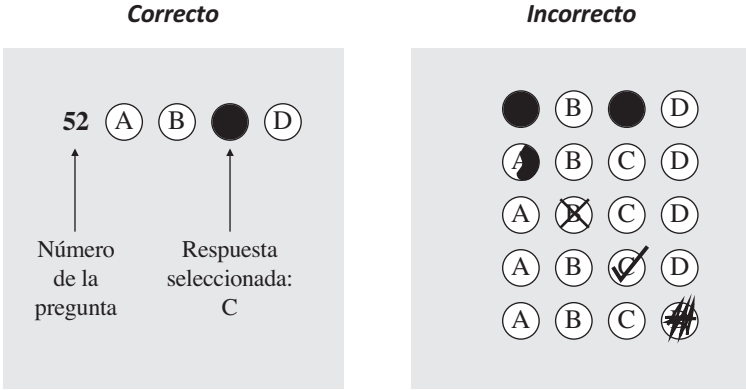 Correcto
Incorrecto
52 A B D
Número
de la
pregunta
Respuesta
seleccionada:
C
B D
A B C D
A B C D
A B C D
A B C